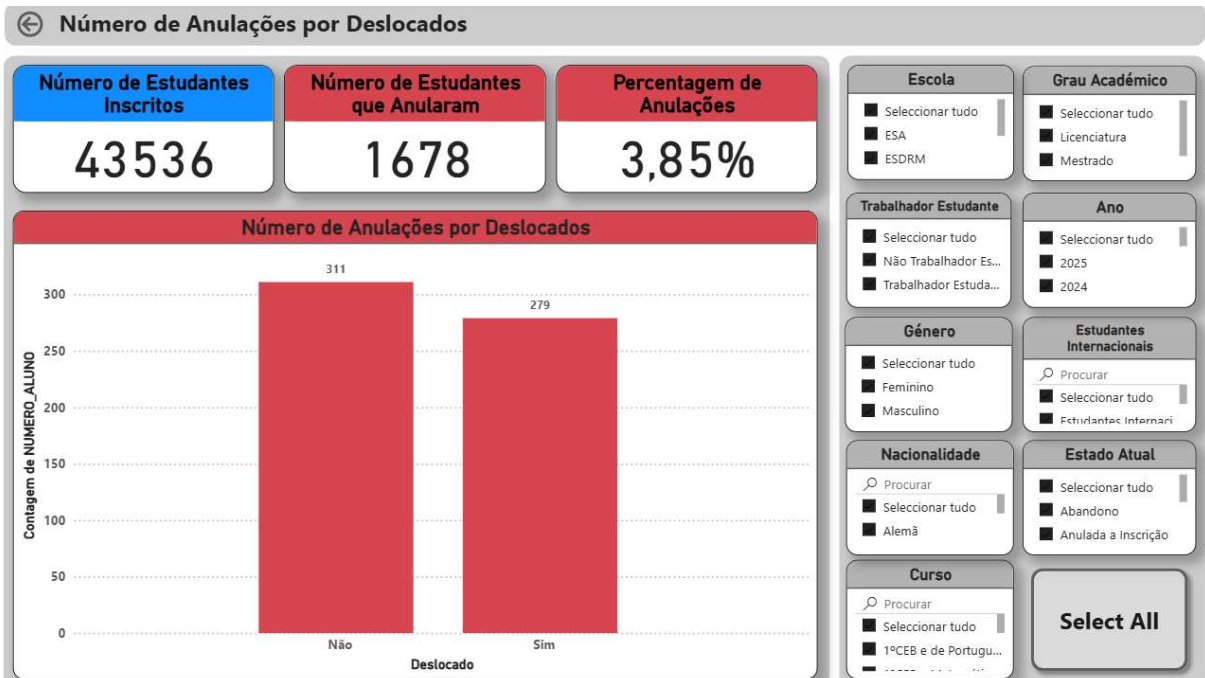 Número de Anulações por Deslocados
Número de Estudantes
Inscritos
43536
Número de Estudantes
que Anularam
1678
Percentagem de
Anulações
3,85%
Número de Anulações por Deslocados
Contagem de NUMERO_ALUNO
300
250
200
150
100
50
0
311
279
Não
Sim
Deslocado
Escola
Seleccionar tudo
ESA
ESDRM
Grau Académico
Seleccionar tudo
Licenciatura
Mestrado
Trabalhador Estudante
Seleccionar tudo
Não Trabalhador Es...
Trabalhador Estuda...
Ano
Seleccionar tudo
2025
2024
Género
Seleccionar tudo
Feminino
Masculino
Estudantes
Internacionais
Procurar
Seleccionar tudo
Estudantes Internaci
Nacionalidade
Procurar
Seleccionar tudo
Alemã
Estado Atual
Seleccionar tudo
Abandono
Anulada a Inscrição
Curso
Procurar
Seleccionar tudo
1ºCEB e de Portugu...
Select All